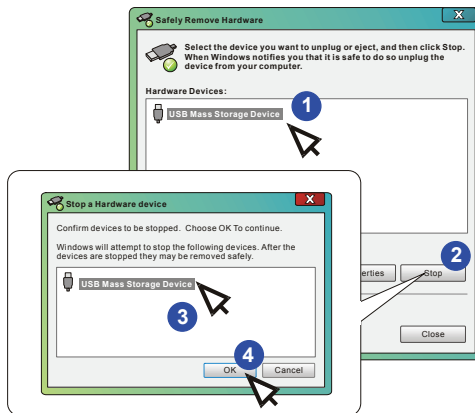 Safely Remove Hardware
X
Select the device you want to unplug or eject, and then click Stop.
When Windows notifies you that it is safe to do so unplug the
device from your computer.
Hardware Devices:
USB Mass Storage Device
1
2
erties
Stop
Close
Stop a Hardware device
X
Confirm devices to be stopped. Choose OK To continue.
Windows will attempt to stop the following devices. After the
devices are stopped they may be removed safely.
USB Mass Storage Device
3
4
OK
Cancel